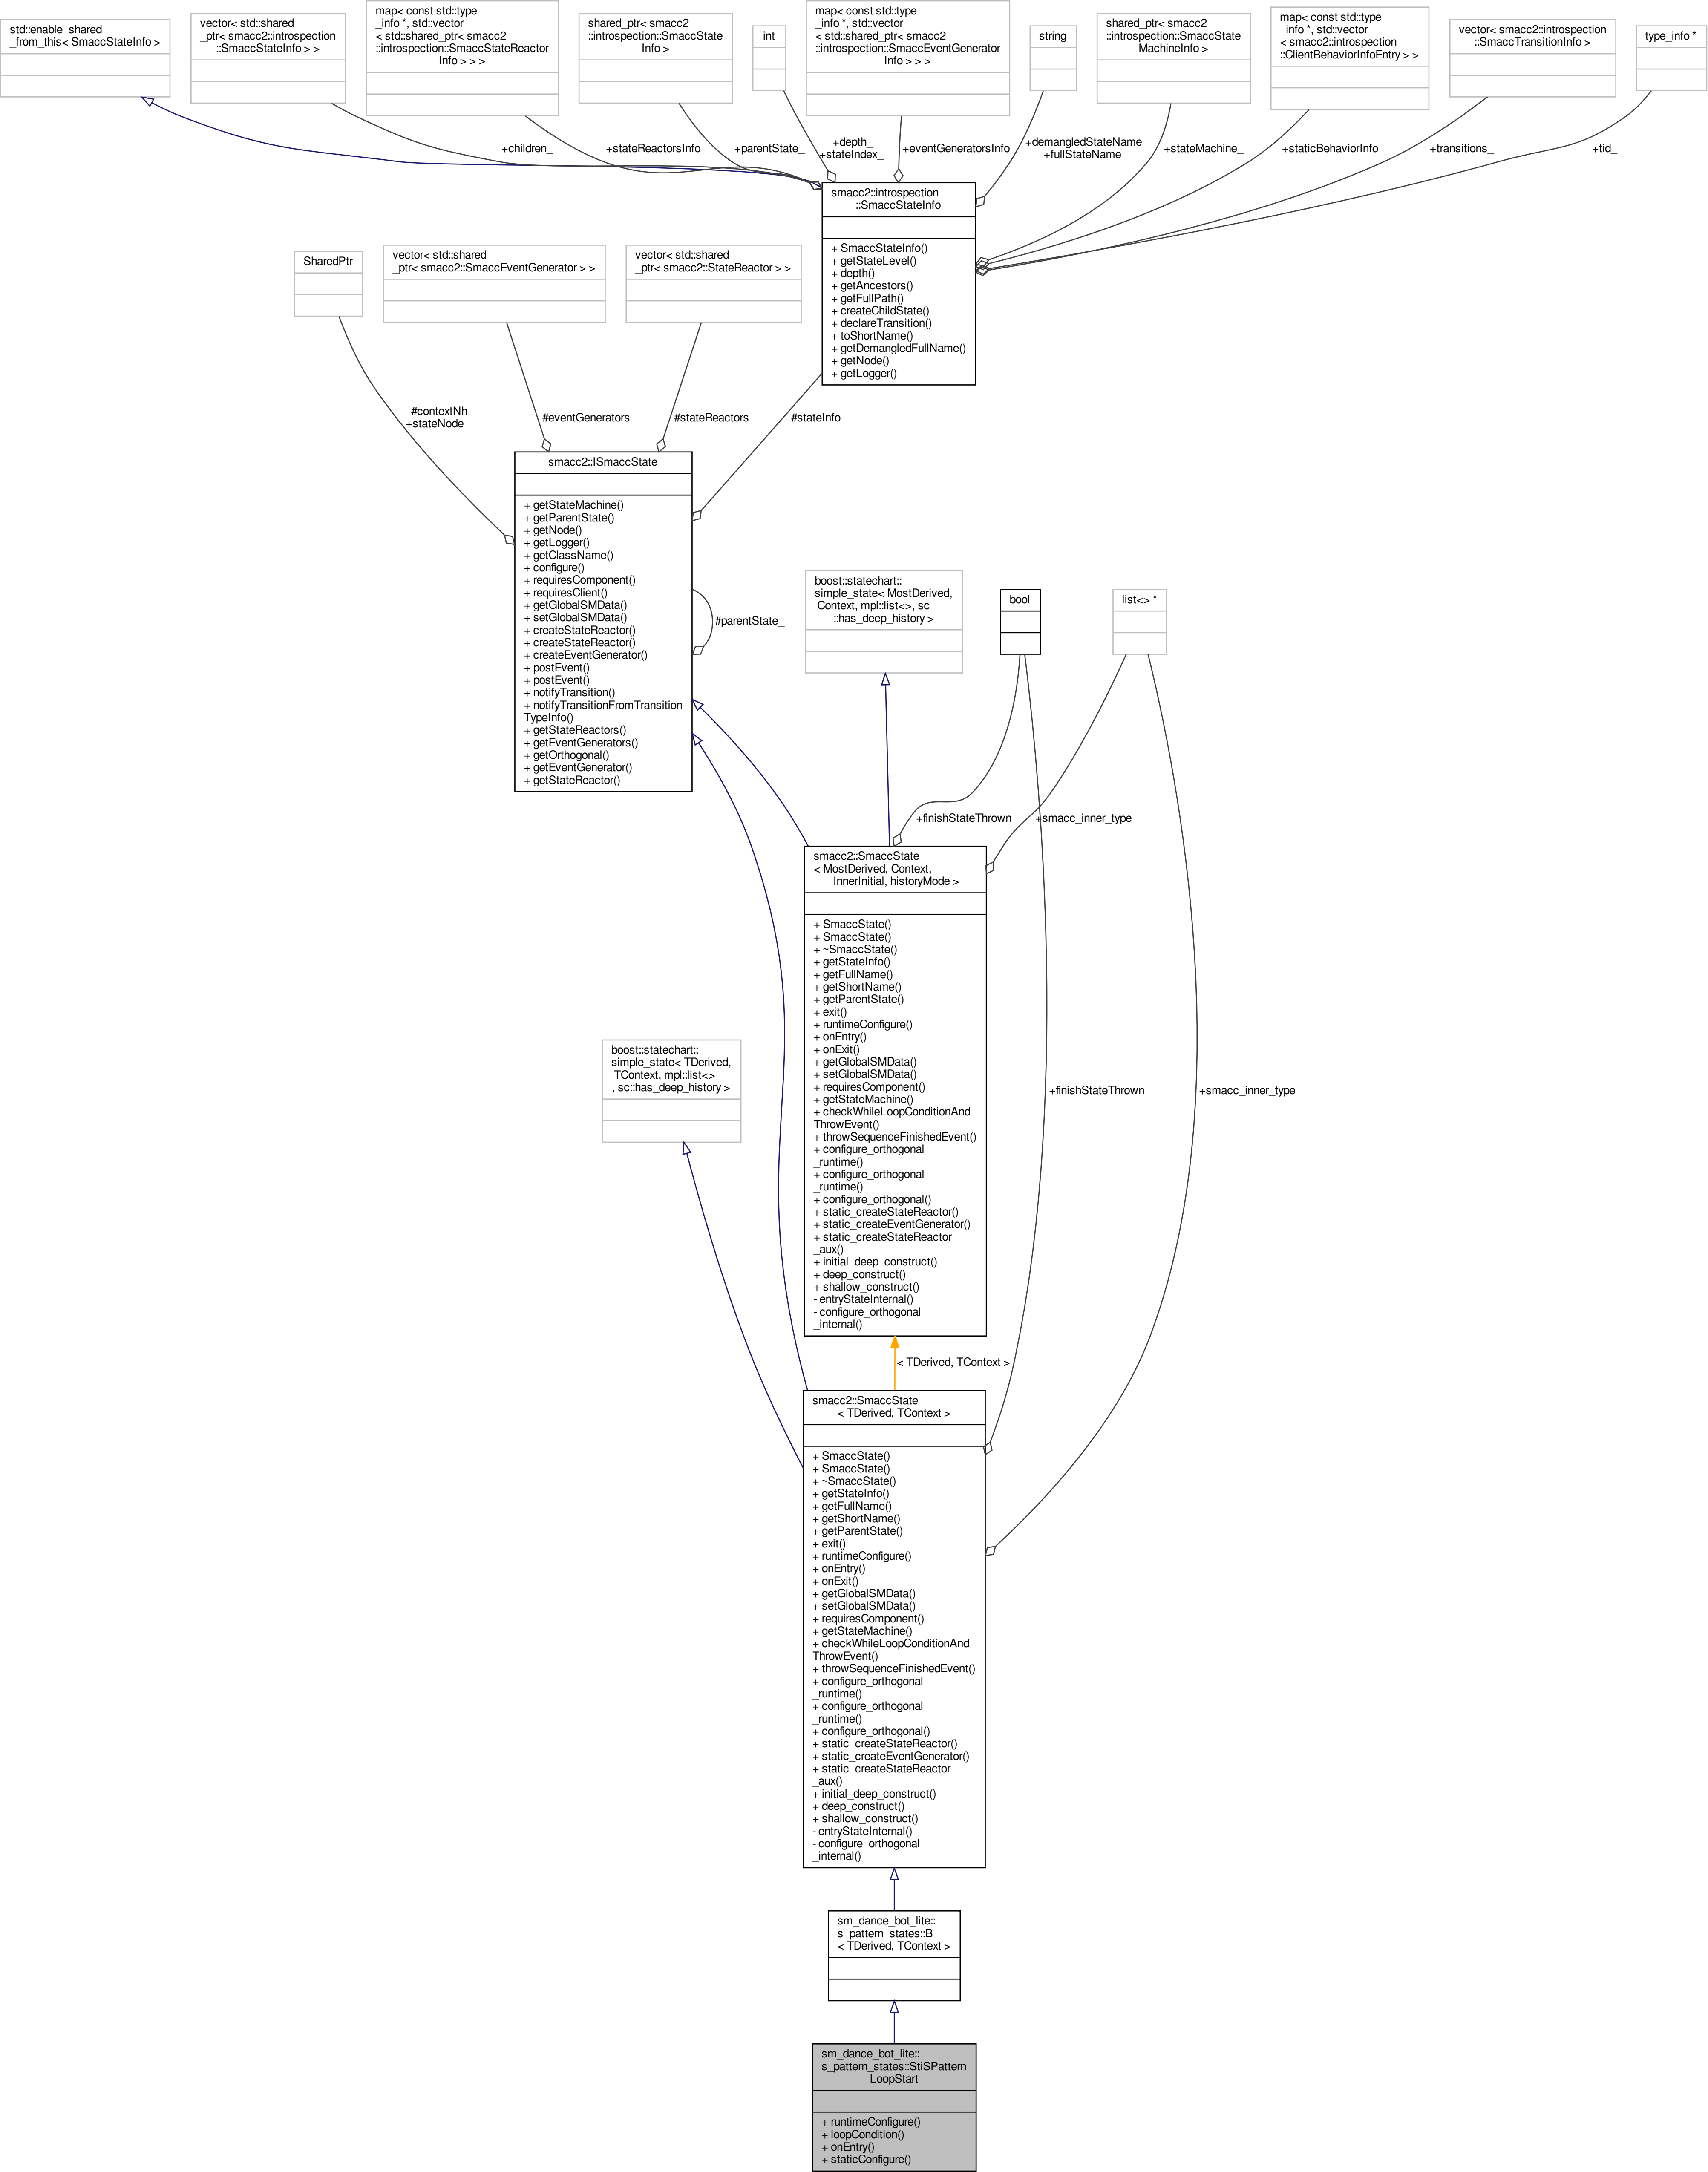 std::enable_shared
_from_this< SmaccStateInfo >
vector< std::shared
_ptr< smacc2::introspection
::SmaccStateInfo > >
map< const std::type
_info *, std::vector
< std::shared_ptr< smacc2
::introspection::SmaccStateReactor
Info > > >
shared_ptr< smacc2
::introspection::SmaccState
Info >
int
map< const std::type
_info *, std::vector
< std::shared_ptr< smacc2
::introspection::SmaccEventGenerator
Info > > >
string
shared_ptr< smacc2
::introspection::SmaccState
MachineInfo >
map< const std::type
_info *, std::vector
< smacc2::introspection
::ClientBehaviorInfoEntry > >
vector< smacc2::introspection
::SmaccTransitionInfo >
type_info *
+children_
+stateReactorsInfo
+parentState_
+depth_
+stateIndex_
+eventGeneratorsInfo
+demangledStateName
+fullStateName
+stateMachine_
+staticBehaviorInfo
+transitions_
+tid_
smacc2::introspection
::SmaccStateInfo
+ SmaccStateInfo()
+ getStateLevel()
+ depth()
+ getAncestors()
+ getFullPath()
+ createChildState()
+ declareTransition()
+ toShortName()
+ getDemangledFullName()
+ getNode()
+ getLogger()
SharedPtr
vector< std::shared
_ptr< smacc2::SmaccEventGenerator > >
vector< std::shared
_ptr< smacc2::StateReactor > >
#contextNh
+stateNode_
#eventGenerators_
#stateReactors_
#stateInfo_
smacc2::ISmaccState
+ getStateMachine()
+ getParentState()
+ getNode()
+ getLogger()
+ getClassName()
+ configure()
+ requiresComponent()
+ requiresClient()
+ getGlobalSMData()
+ setGlobalSMData()
+ createStateReactor()
+ createStateReactor()
+ createEventGenerator()
+ postEvent()
+ postEvent()
+ notifyTransition()
+ notifyTransitionFromTransition
TypeInfo()
+ getStateReactors()
+ getEventGenerators()
+ getOrthogonal()
+ getEventGenerator()
+ getStateReactor()
#parentState_
boost::statechart::
simple_state< MostDerived,
Context, mpl::list<>, sc
::has_deep_history >
bool
list<> *
+finishStateThrown
+smacc_inner_type
smacc2::SmaccState
< MostDerived, Context,
InnerInitial, historyMode >
+ SmaccState()
+ SmaccState()
+ ~SmaccState()
+ getStateInfo()
+ getFullName()
+ getShortName()
+ getParentState()
+ exit()
+ runtimeConfigure()
+ onEntry()
+ onExit()
+ getGlobalSMData()
+ setGlobalSMData()
+ requiresComponent()
+ getStateMachine()
+ checkWhileLoopConditionAnd
ThrowEvent()
+ throwSequenceFinishedEvent()
+ configure_orthogonal
_runtime()
+ configure_orthogonal
_runtime()
+ configure_orthogonal()
+ static_createStateReactor()
+ static_createEventGenerator()
+ static_createStateReactor
_aux()
+ initial_deep_construct()
+ deep_construct()
+ shallow_construct()
- entryStateInternal()
- configure_orthogonal
_internal()
boost::statechart::
simple_state< TDerived,
TContext, mpl::list<>
, sc::has_deep_history >
+finishStateThrown
+smacc_inner_type
< TDerived, TContext >
smacc2::SmaccState
< TDerived, TContext >
+ SmaccState()
+ SmaccState()
+ ~SmaccState()
+ getStateInfo()
+ getFullName()
+ getShortName()
+ getParentState()
+ exit()
+ runtimeConfigure()
+ onEntry()
+ onExit()
+ getGlobalSMData()
+ setGlobalSMData()
+ requiresComponent()
+ getStateMachine()
+ checkWhileLoopConditionAnd
ThrowEvent()
+ throwSequenceFinishedEvent()
+ configure_orthogonal
_runtime()
+ configure_orthogonal
_runtime()
+ configure_orthogonal()
+ static_createStateReactor()
+ static_createEventGenerator()
+ static_createStateReactor
_aux()
+ initial_deep_construct()
+ deep_construct()
+ shallow_construct()
- entryStateInternal()
- configure_orthogonal
_internal()
sm_dance_bot_lite::
s_pattern_states::B
< TDerived, TContext >
sm_dance_bot_lite::
s_pattern_states::StiSPattern
LoopStart
+ runtimeConfigure()
+ loopCondition()
+ onEntry()
+ staticConfigure()